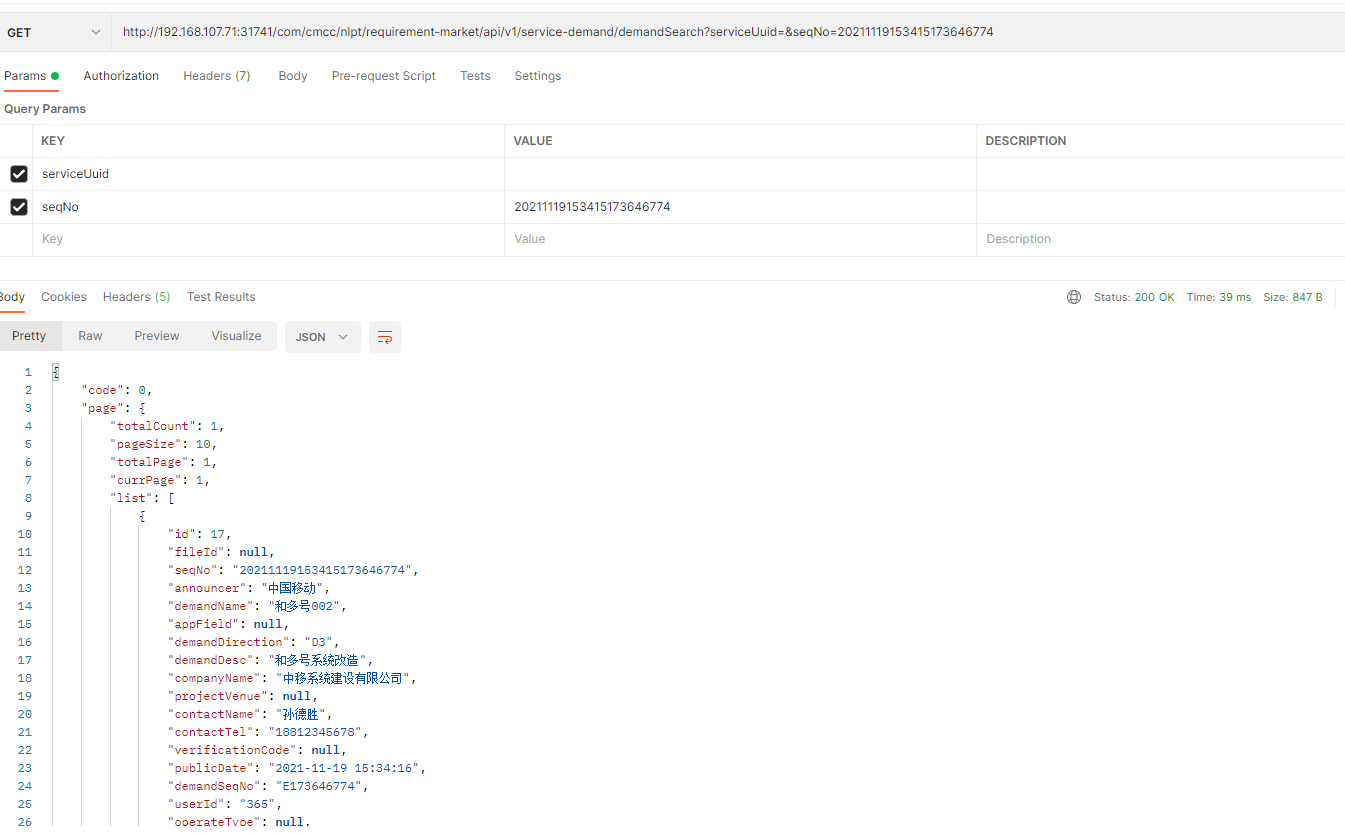 GET http://192.168.107.71:31741/com/cmcc/nlpt/requirement-market/api/v1/service-demand/demandSearch?serviceUuid=&seqNo=20211119153415173646774
Params Authorization Headers (7) Body Pre-request Script Tests Settings
Query Params
KEY VALUE DESCRIPTION
serviceUuid
seqNo 20211119153415173646774
Key Value Description
Body Cookies Headers (5) Test Results Status: 200 OK Time: 39 ms Size: 847 B
Pretty Raw Preview Visualize JSON
1 {
2 "code": 0,
3 "page": {
4 "totalCount": 1,
5 "pageSize": 10,
6 "totalPage": 1,
7 "currPage": 1,
8 "list": [
9 {
10 "id": 17,
11 "fileId": null,
12 "seqNo": "20211119153415173646774",
13 "announcer": "中国移动",
14 "demandName": "和多号002",
15 "appField": null,
16 "demandDirection": "D3",
17 "demandDesc": "和多号系统改造",
18 "companyName": "中移系统建设有限公司",
19 "projectVenue": null,
20 "contactName": "孙德胜",
21 "contactTel": "18812345678",
22 "verificationCode": null,
23 "publicDate": "2021-11-19 15:34:16",
24 "demandSeqNo": "E173646774",
25 "userId": "365",
26 "operateType": null,